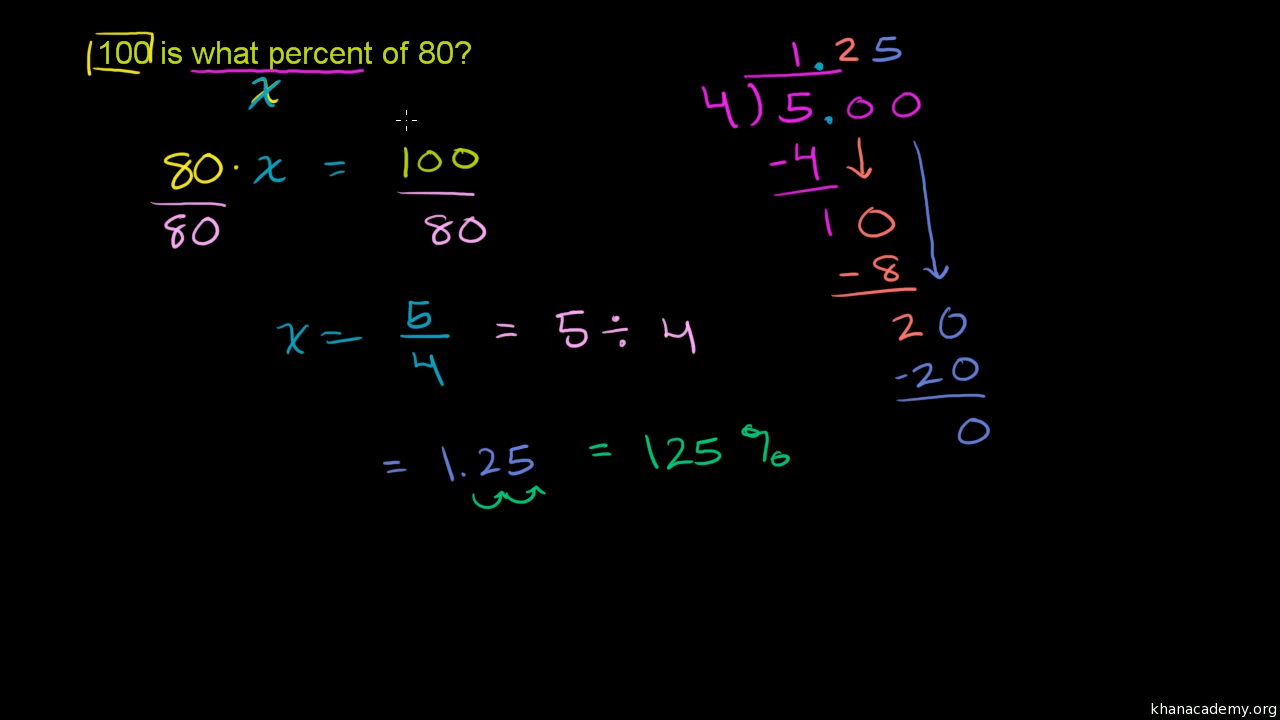 100 is what percent of 80?
x
80 · x = 100
80 80
x = 5/4 = 5 ÷ 4
= 1.25 = 125 %
1.25
4) 5.00
-4
10
-8
20
-20
0
khanacademy.org